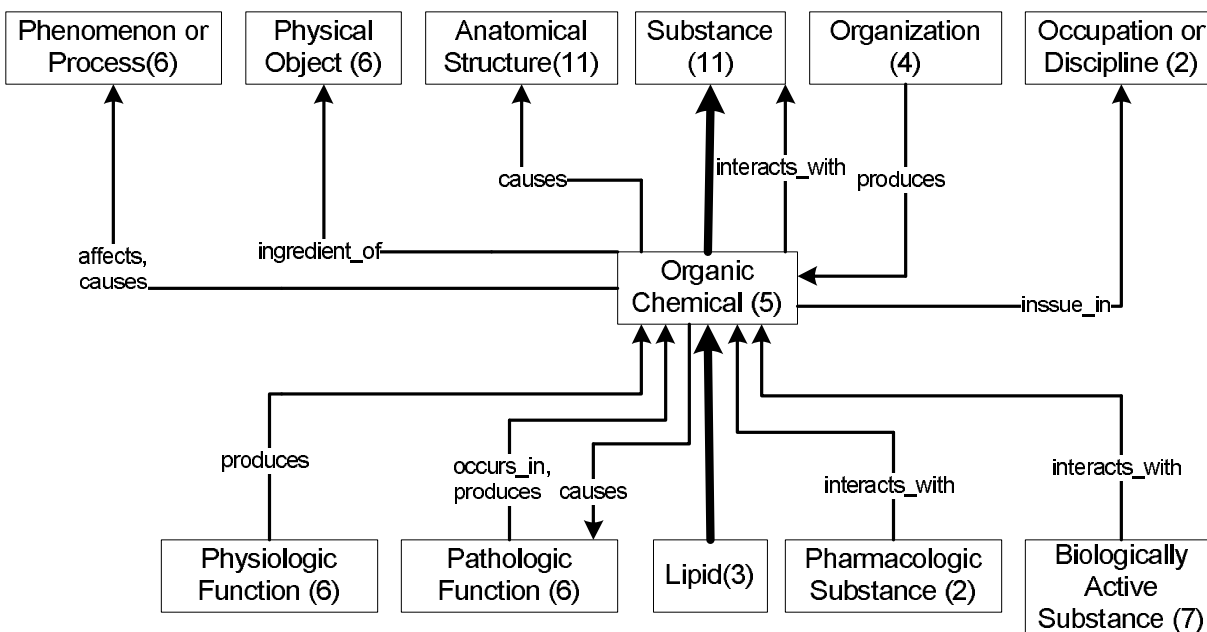 Phenomenon or
Process(6)
Physical
Object (6)
Anatomical
Structure(11)
Substance
(11)
Organization
(4)
Occupation or
Discipline (2)
causes
interacts_with
produces
affects,
causes
ingredient_of
Organic
Chemical (5)
inssue_in
produces
occurs_in,
produces
causes
interacts_with
interacts_with
Physiologic
Function (6)
Pathologic
Function (6)
Lipid(3)
Pharmacologic
Substance (2)
Biologically
Active
Substance (7)